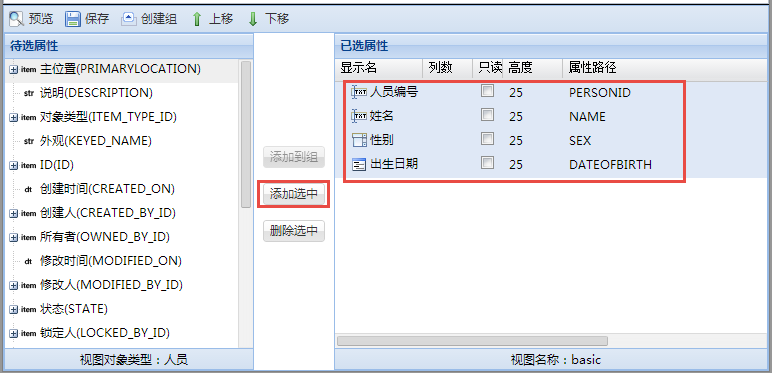 预览 保存 创建组 上移 下移
待选属性
item 主位置(PRIMARYLOCATION)
str 说明(DESCRIPTION)
item 对象类型(ITEM_TYPE_ID)
str 外观(KEYED_NAME)
item ID(ID)
dt 创建时间(CREATED_ON)
item 创建人(CREATED_BY_ID)
item 所有者(OWNED_BY_ID)
dt 修改时间(MODIFIED_ON)
item 修改人(MODIFIED_BY_ID)
item 状态(STATE)
item 锁定人(LOCKED_BY_ID)
视图对象类型：人员
添加到组
添加选中
删除选中
已选属性
显示名 列数 只读 高度 属性路径
TXT 人员编号 25 PERSONID
TXT 姓名 25 NAME
性别 25 SEX
出生日期 25 DATEOFBIRTH
视图名称：basic